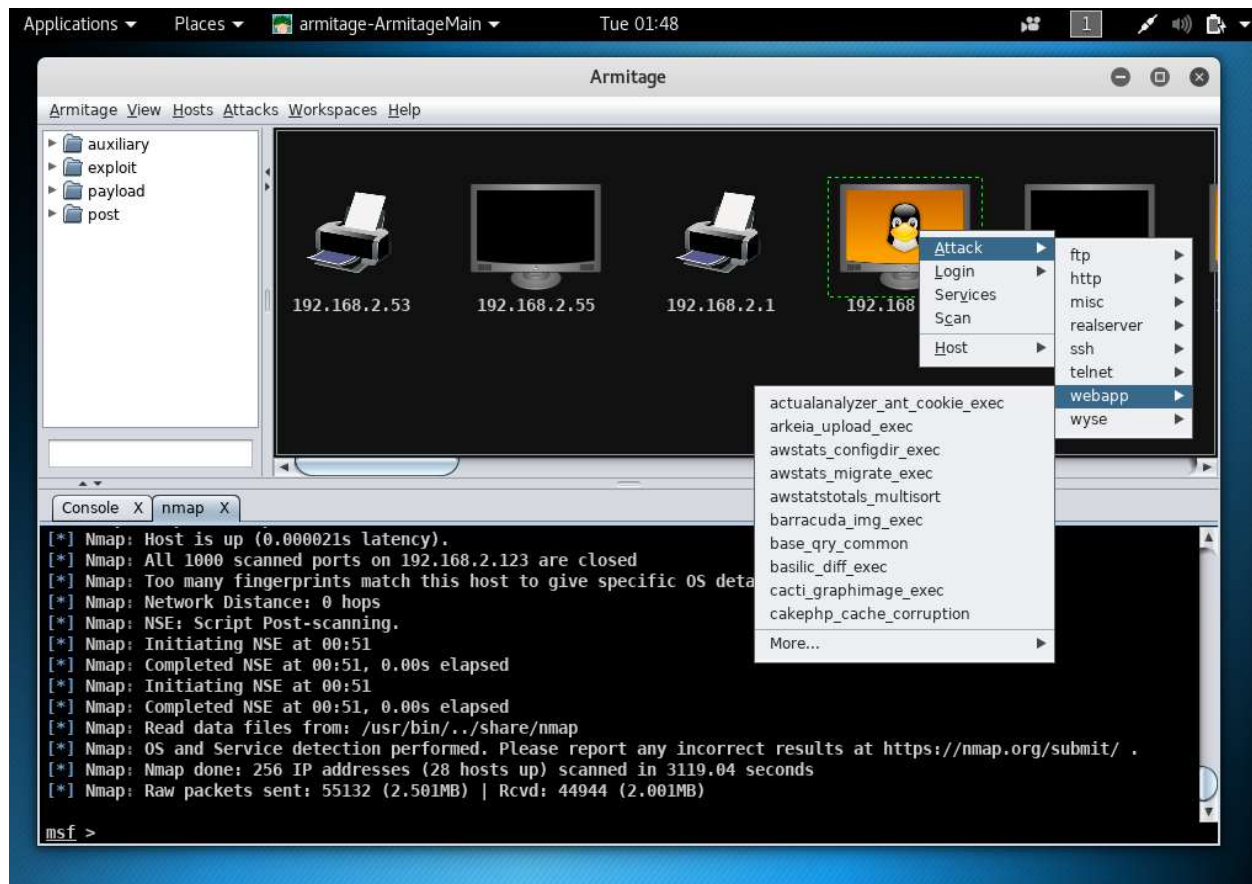 Applications Places armitage-ArmitageMain Tue 01:48 1
Armitage
Armitage View Hosts Attacks Workspaces Help
auxiliary
exploit
payload
post
192.168.2.53 192.168.2.55 192.168.2.1 192.168
Attack
Login
Services
Scan
Host
ftp
http
misc
realserver
ssh
telnet
webapp
wyse
actualanalyzer_ant_cookie_exec
arkeia_upload_exec
awstats_configdir_exec
awstats_migrate_exec
awstatstotals_multisort
barracuda_img_exec
base_qry_common
basilic_diff_exec
cacti_graphimage_exec
cakephp_cache_corruption
More...
Console X nmap X
[*] Nmap: Host is up (0.000021s latency).
[*] Nmap: All 1000 scanned ports on 192.168.2.123 are closed
[*] Nmap: Too many fingerprints match this host to give specific OS deta
[*] Nmap: Network Distance: 0 hops
[*] Nmap: NSE: Script Post-scanning.
[*] Nmap: Initiating NSE at 00:51
[*] Nmap: Completed NSE at 00:51, 0.00s elapsed
[*] Nmap: Initiating NSE at 00:51
[*] Nmap: Completed NSE at 00:51, 0.00s elapsed
[*] Nmap: Read data files from: /usr/bin/../share/nmap
[*] Nmap: OS and Service detection performed. Please report any incorrect results at https://nmap.org/submit/ .
[*] Nmap: Nmap done: 256 IP addresses (28 hosts up) scanned in 3119.04 seconds
[*] Nmap: Raw packets sent: 55132 (2.501MB) | Rcvd: 44944 (2.001MB)
msf >